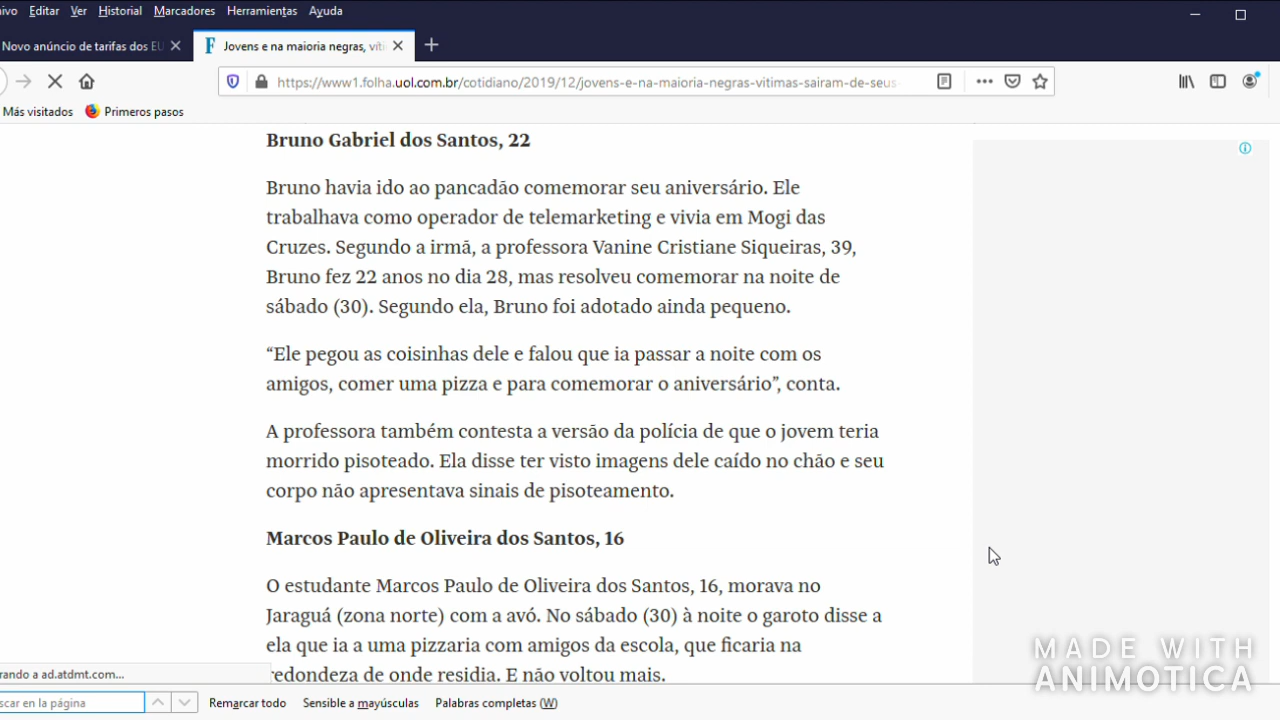 ivo Editar Ver Historial Marcadores Herramientas Ayuda
Novo anúncio de tarifas dos EU
Jovens e na maioria negras, víti
https://www1.folha.uol.com.br/cotidiano/2019/12/jovens-e-na-maioria-negras-vitimas-sairam-de-seus
Más visitados Primeros pasos
Bruno Gabriel dos Santos, 22
Bruno havia ido ao pancadão comemorar seu aniversário. Ele
trabalhava como operador de telemarketing e vivia em Mogi das
Cruzes. Segundo a irmã, a professora Vanine Cristiane Siqueiras, 39,
Bruno fez 22 anos no dia 28, mas resolveu comemorar na noite de
sábado (30). Segundo ela, Bruno foi adotado ainda pequeno.
“Ele pegou as coisinhas dele e falou que ia passar a noite com os
amigos, comer uma pizza e para comemorar o aniversário”, conta.
A professora também contesta a versão da polícia de que o jovem teria
morrido pisoteado. Ela disse ter visto imagens dele caído no chão e seu
corpo não apresentava sinais de pisoteamento.
Marcos Paulo de Oliveira dos Santos, 16
O estudante Marcos Paulo de Oliveira dos Santos, 16, morava no
Jaraguá (zona norte) com a avó. No sábado (30) à noite o garoto disse a
ela que ia a uma pizzaria com amigos da escola, que ficaria na
redondeza de onde residia. E não voltou mais.
rando a ad.atdmt.com...
scar en la página Remarcar todo Sensible a mayúsculas Palabras completas (W)
MADE WITH
ANIMOTICA